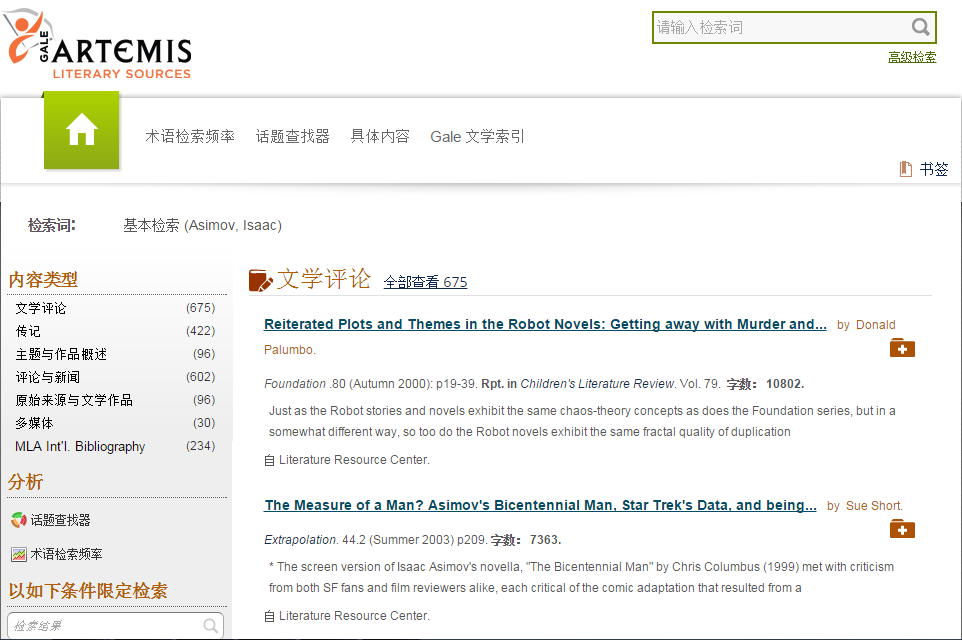 GALE
ARTEMIS
LITERARY SOURCES
请输入检索词
高级检索
术语检索频率 话题查找器 具体内容 Gale 文学索引
书签
检索词: 基本检索 (Asimov, Isaac)
内容类型
文学评论 (675)
传记 (422)
主题与作品概述 (96)
评论与新闻 (602)
原始来源与文学作品 (96)
多媒体 (30)
MLA Int'l. Bibliography (234)
分析
话题查找器
术语检索频率
以如下条件限定检索
检索结果
文学评论 全部查看 675
Reiterated Plots and Themes in the Robot Novels: Getting away with Murder and... by Donald
Palumbo.
Foundation .80 (Autumn 2000): p19-39. Rpt. in Children's Literature Review. Vol. 79. 字数： 10802.
Just as the Robot stories and novels exhibit the same chaos-theory concepts as does the Foundation series, but in a
somewhat different way, so too do the Robot novels exhibit the same fractal quality of duplication
自 Literature Resource Center.
The Measure of a Man? Asimov's Bicentennial Man, Star Trek's Data, and being... by Sue Short.
Extrapolation. 44.2 (Summer 2003) p209. 字数： 7363.
* The screen version of Isaac Asimov's novella, "The Bicentennial Man" by Chris Columbus (1999) met with criticism
from both SF fans and film reviewers alike, each critical of the comic adaptation that resulted from a
自 Literature Resource Center.